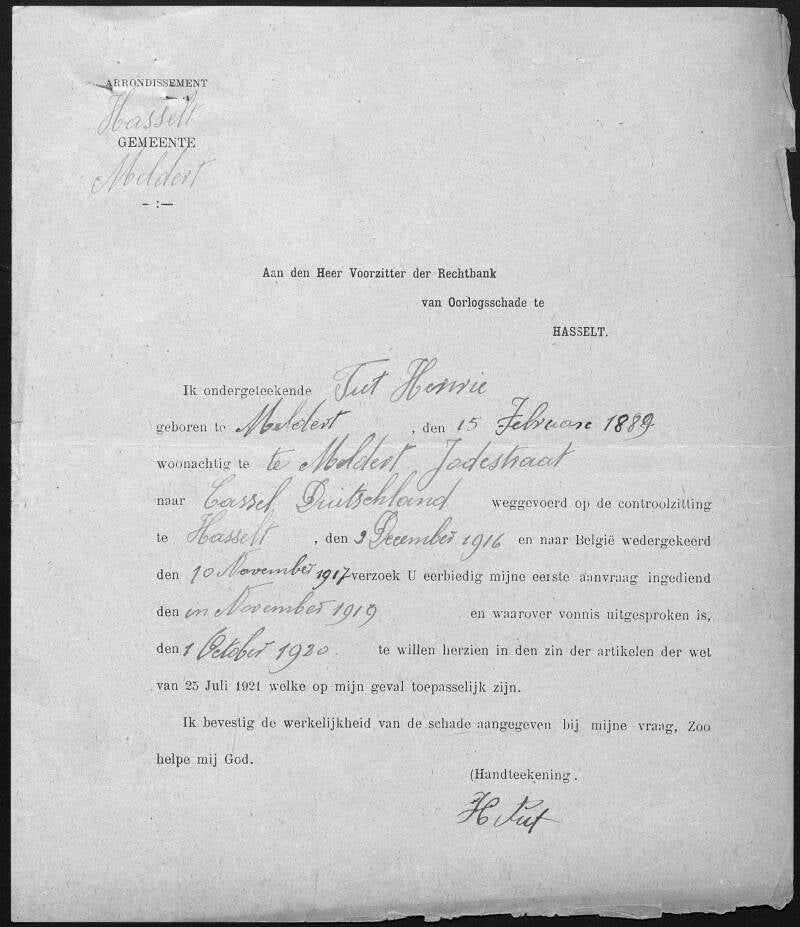 ARRONDISSEMENT
Hasselt
GEMEENTE
Meldert
- :—
Aan den Heer Voorzitter der Rechtbank
van Oorlogsschade te
HASSELT.
Ik ondergeteekende Tut Henrie
geboren te Meldert , den 15 Februare 1889
woonachtig te te Meldert Jodestraat
naar Cassel, Duitschland weggevoerd op de controolzitting
te Hasselt , den 3 December 1916 en naar België wedergekeerd
den 10 November 1917 verzoek U eerbiedig mijne eerste aanvraag ingediend
den in November 1919 en waarover vonnis uitgesproken is,
den 1 October 1920. te willen herzien in den zin der artikelen der wet
van 25 Juli 1921 welke op mijn geval toepasselijk zijn.
Ik bevestig de werkelijkheid van de schade aangegeven bij mijne vraag, Zoo
helpe mij God.
(Handteekening.
H Tut